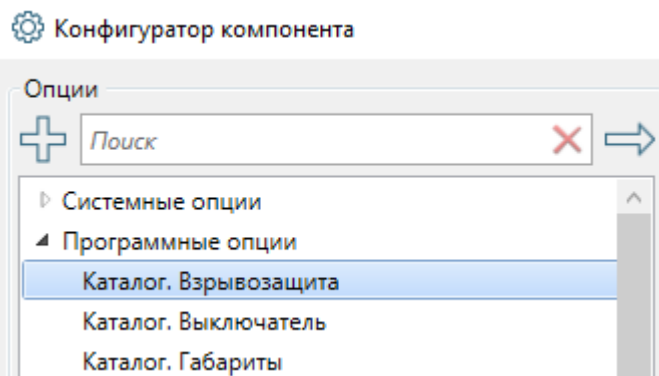 Конфигуратор компонента
Опции
Поиск
Системные опции
Программные опции
Каталог. Взрывозащита
Каталог. Выключатель
Каталог. Габариты